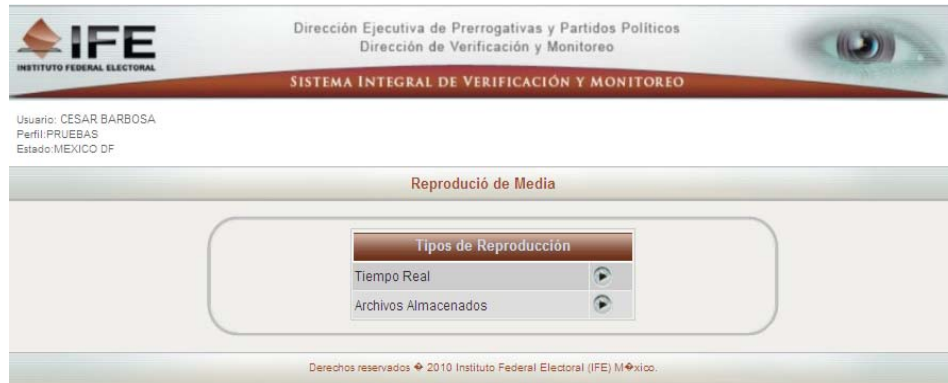 IFE
INSTITUTO FEDERAL ELECTORAL
Dirección Ejecutiva de Prerrogativas y Partidos Políticos
Dirección de Verificación y Monitoreo
SISTEMA INTEGRAL DE VERIFICACIÓN Y MONITOREO
Usuario: CESAR BARBOSA
Perfil:PRUEBAS
Estado:MEXICO DF
Reprodució de Media
Tipos de Reproducción
Tiempo Real
Archivos Almacenados
Derechos reservados � 2010 Instituto Federal Electoral (IFE) M�xico.